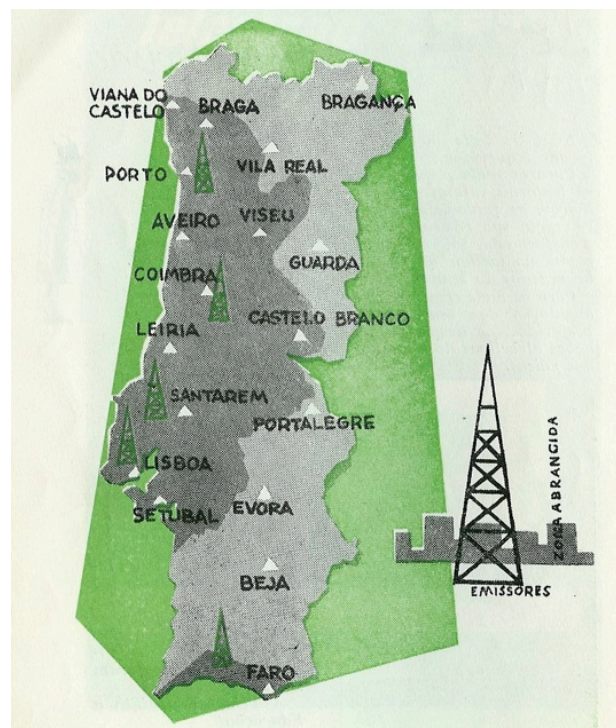 VIANA DO
CASTELO
BRAGA
BRAGANÇA
PORTO
VILA REAL
AVEIRO
VISEU
GUARDA
COIMBRA
CASTELO BRANCO
LEIRIA
SANTAREM
PORTALEGRE
LISBOA
SETUBAL
EVORA
BEJA
FARO
ZONA ABRANCIDA
EMISSORES